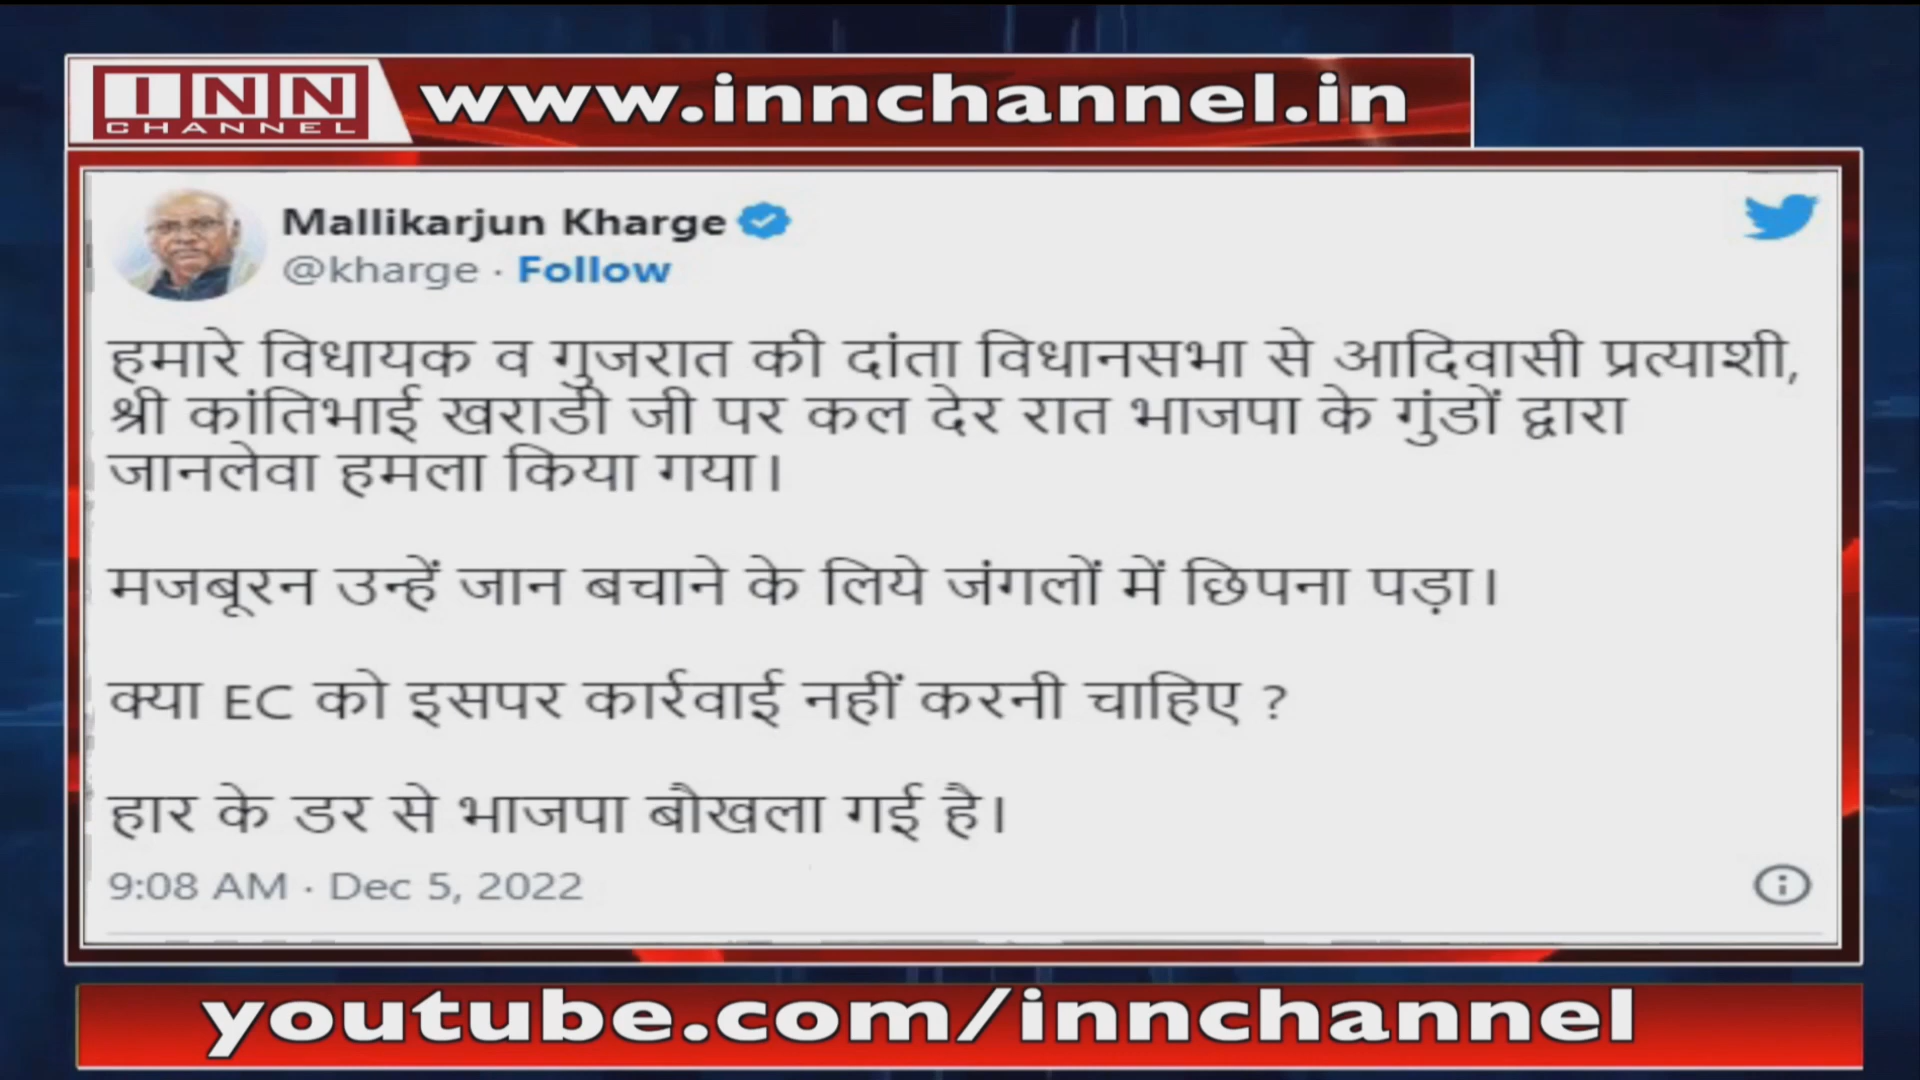 INN
CHANNEL
www.innchannel.in
Mallikarjun Kharge
@kharge · Follow
हमारे विधायक व गुजरात की दांता विधानसभा से आदिवासी प्रत्याशी,
श्री कांतिभाई खराडी जी पर कल देर रात भाजपा के गुंडों द्वारा
जानलेवा हमला किया गया।
मजबूरन उन्हें जान बचाने के लिये जंगलों में छिपना पड़ा।
क्या EC को इसपर कार्रवाई नहीं करनी चाहिए ?
हार के डर से भाजपा बौखला गई है।
9:08 AM · Dec 5, 2022
youtube.com/innchannel